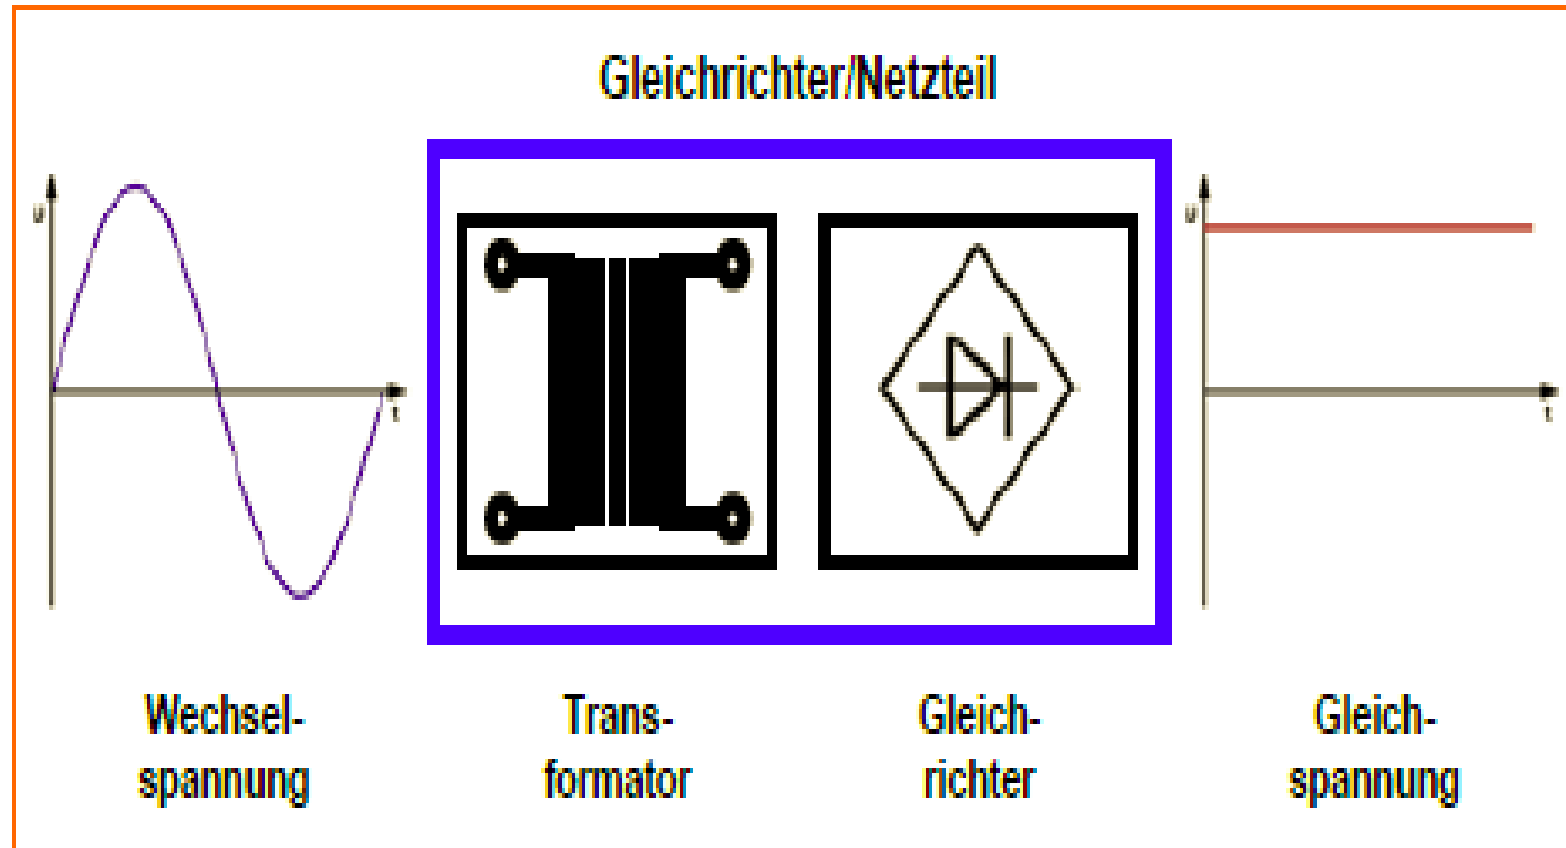 Gleichrichter/Netzteil
u
t
u
t
Wechsel-
spannung
Trans-
formator
Gleich-
richter
Gleich-
spannung